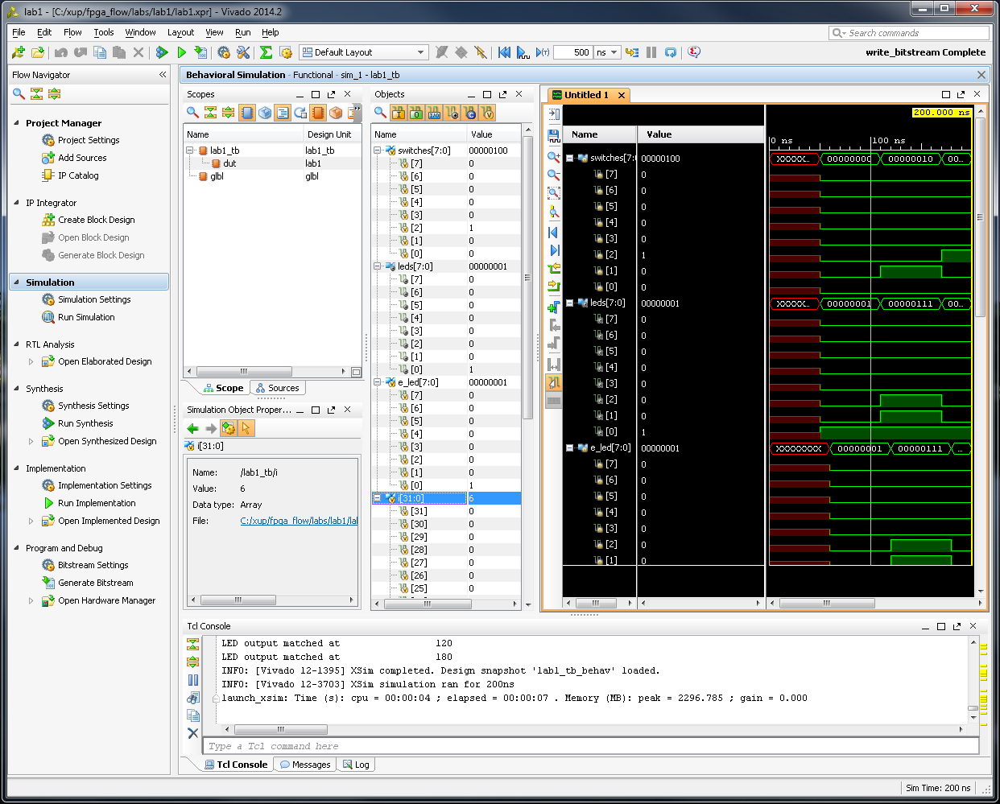 lab1 - [C:/xup/fpga_flow/labs/lab1/lab1.xpr] - Vivado 2014.2
File Edit Flow Tools Window Layout View Run Help
Search commands
Default Layout
500 ns
write_bitstream Complete
Flow Navigator
Project Manager
Project Settings
Add Sources
IP Catalog
IP Integrator
Create Block Design
Open Block Design
Generate Block Design
Simulation
Simulation Settings
Run Simulation
RTL Analysis
Open Elaborated Design
Synthesis
Synthesis Settings
Run Synthesis
Open Synthesized Design
Implementation
Implementation Settings
Run Implementation
Open Implemented Design
Program and Debug
Bitstream Settings
Generate Bitstream
Open Hardware Manager
Behavioral Simulation - Functional - sim_1 - lab1_tb
Scopes
Name Design Unit
lab1_tb lab1_tb
dut lab1
glbl glbl
Scope Sources
Simulation Object Proper...
i[31:0]
Name: /lab1_tb/i
Value: 6
Data type: Array
File: C:/xup/fpga_flow/labs/lab1/lal
Objects
Name Value
switches[7:0] 00000100
[7] 0
[6] 0
[5] 0
[4] 0
[3] 0
[2] 1
[1] 0
[0] 0
leds[7:0] 00000001
[7] 0
[6] 0
[5] 0
[4] 0
[3] 0
[2] 0
[1] 0
[0] 1
e_led[7:0] 00000001
[7] 0
[6] 0
[5] 0
[4] 0
[3] 0
[2] 0
[1] 0
[0] 1
i[31:0] 6
[31] 0
[30] 0
[29] 0
[28] 0
[27] 0
[26] 0
[25] 0
Untitled 1
200.000 ns
Name Value
0 ns 100 ns
switches[7:0 00000100 XXXXX... 00000000 00000010 00...
[7] 0
[6] 0
[5] 0
[4] 0
[3] 0
[2] 1
[1] 0
[0] 0
leds[7:0] 00000001 XXXXX... 00000001 00000111 00...
[7] 0
[6] 0
[5] 0
[4] 0
[3] 0
[2] 0
[1] 0
[0] 1
e_led[7:0] 00000001 XXXXXXXX 00000001 00000111 ...
[7] 0
[6] 0
[5] 0
[4] 0
[3] 0
[2] 0
[1] 0
Tcl Console
LED output matched at 120
LED output matched at 180
INFO: [Vivado 12-1395] XSim completed. Design snapshot 'lab1_tb_behav' loaded.
INFO: [Vivado 12-3703] XSim simulation ran for 200ns
launch_xsim: Time (s): cpu = 00:00:04 ; elapsed = 00:00:07 . Memory (MB): peak = 2296.785 ; gain = 0.000
Type a Tcl command here
Tcl Console Messages Log
Sim Time: 200 ns